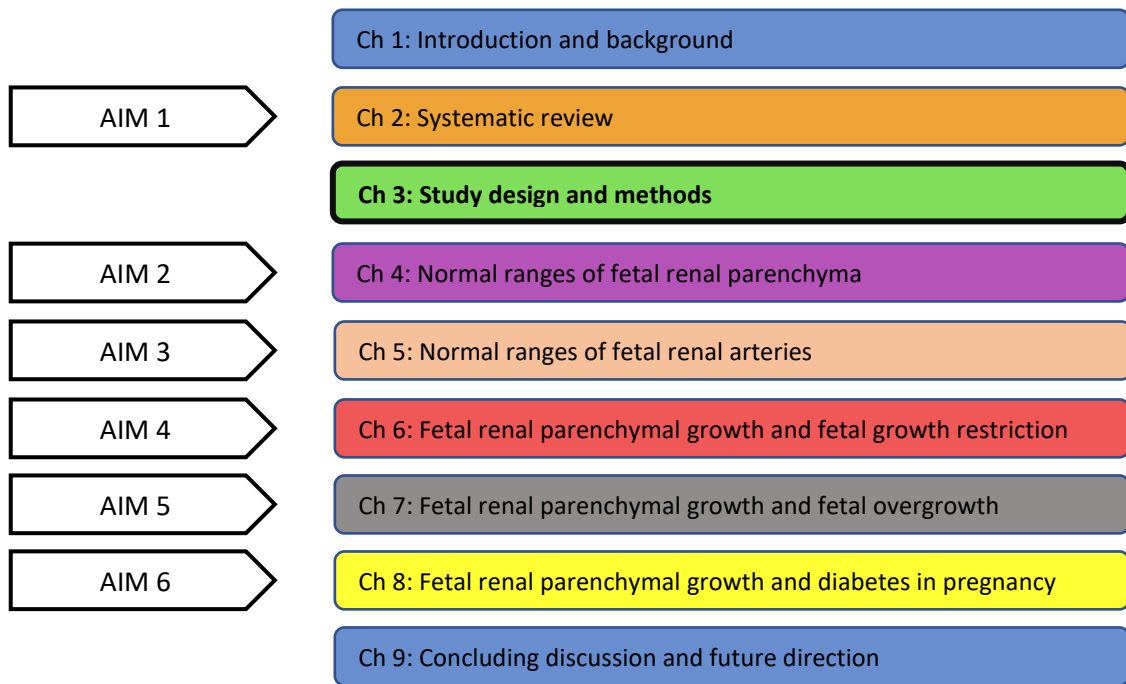 Ch 1: Introduction and background
AIM 1
Ch 2: Systematic review
Ch 3: Study design and methods
AIM 2
Ch 4: Normal ranges of fetal renal parenchyma
AIM 3
Ch 5: Normal ranges of fetal renal arteries
AIM 4
Ch 6: Fetal renal parenchymal growth and fetal growth restriction
AIM 5
Ch 7: Fetal renal parenchymal growth and fetal overgrowth
AIM 6
Ch 8: Fetal renal parenchymal growth and diabetes in pregnancy
Ch 9: Concluding discussion and future direction